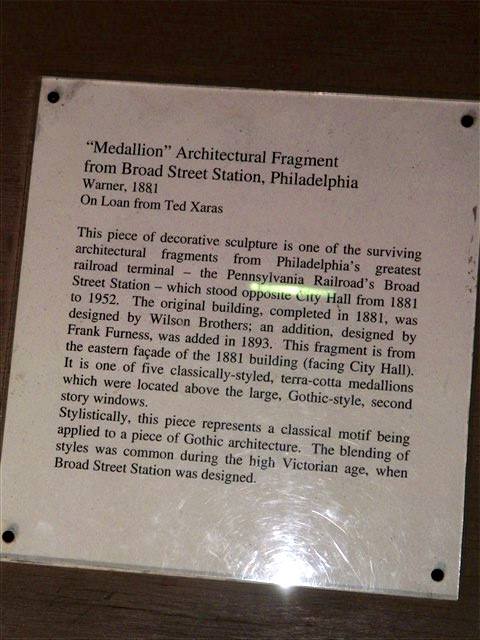 "Medallion" Architectural Fragment
from Broad Street Station, Philadelphia
Warner, 1881
On Loan from Ted Xaras
This piece of decorative sculpture is one of the surviving
architectural fragments from Philadelphia's greatest
railroad terminal – the Pennsylvania Railroad's Broad
Street Station – which stood opposite City Hall from 1881
to 1952. The original building, completed in 1881, was
designed by Wilson Brothers; an addition, designed by
Frank Furness, was added in 1893. This fragment is from
the eastern façade of the 1881 building (facing City Hall).
It is one of five classically-styled, terra-cotta medallions
which were located above the large, Gothic-style, second
story windows.
Stylistically, this piece represents a classical motif being
applied to a piece of Gothic architecture. The blending of
styles was common during the high Victorian age, when
Broad Street Station was designed.